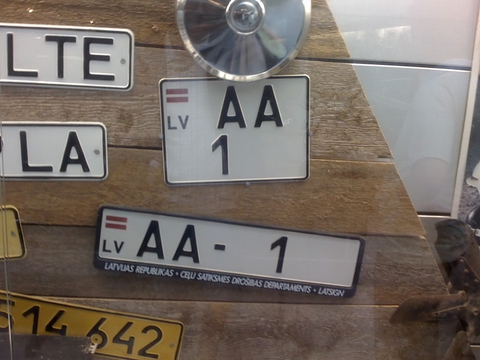 LTE
LV AA
1
LA
LV AA- 1
LATVIJAS REPUBLIKAS • CEĻU SATIKSMES DROŠĪBAS DEPARTAMENTS • LATSIGN
14 642